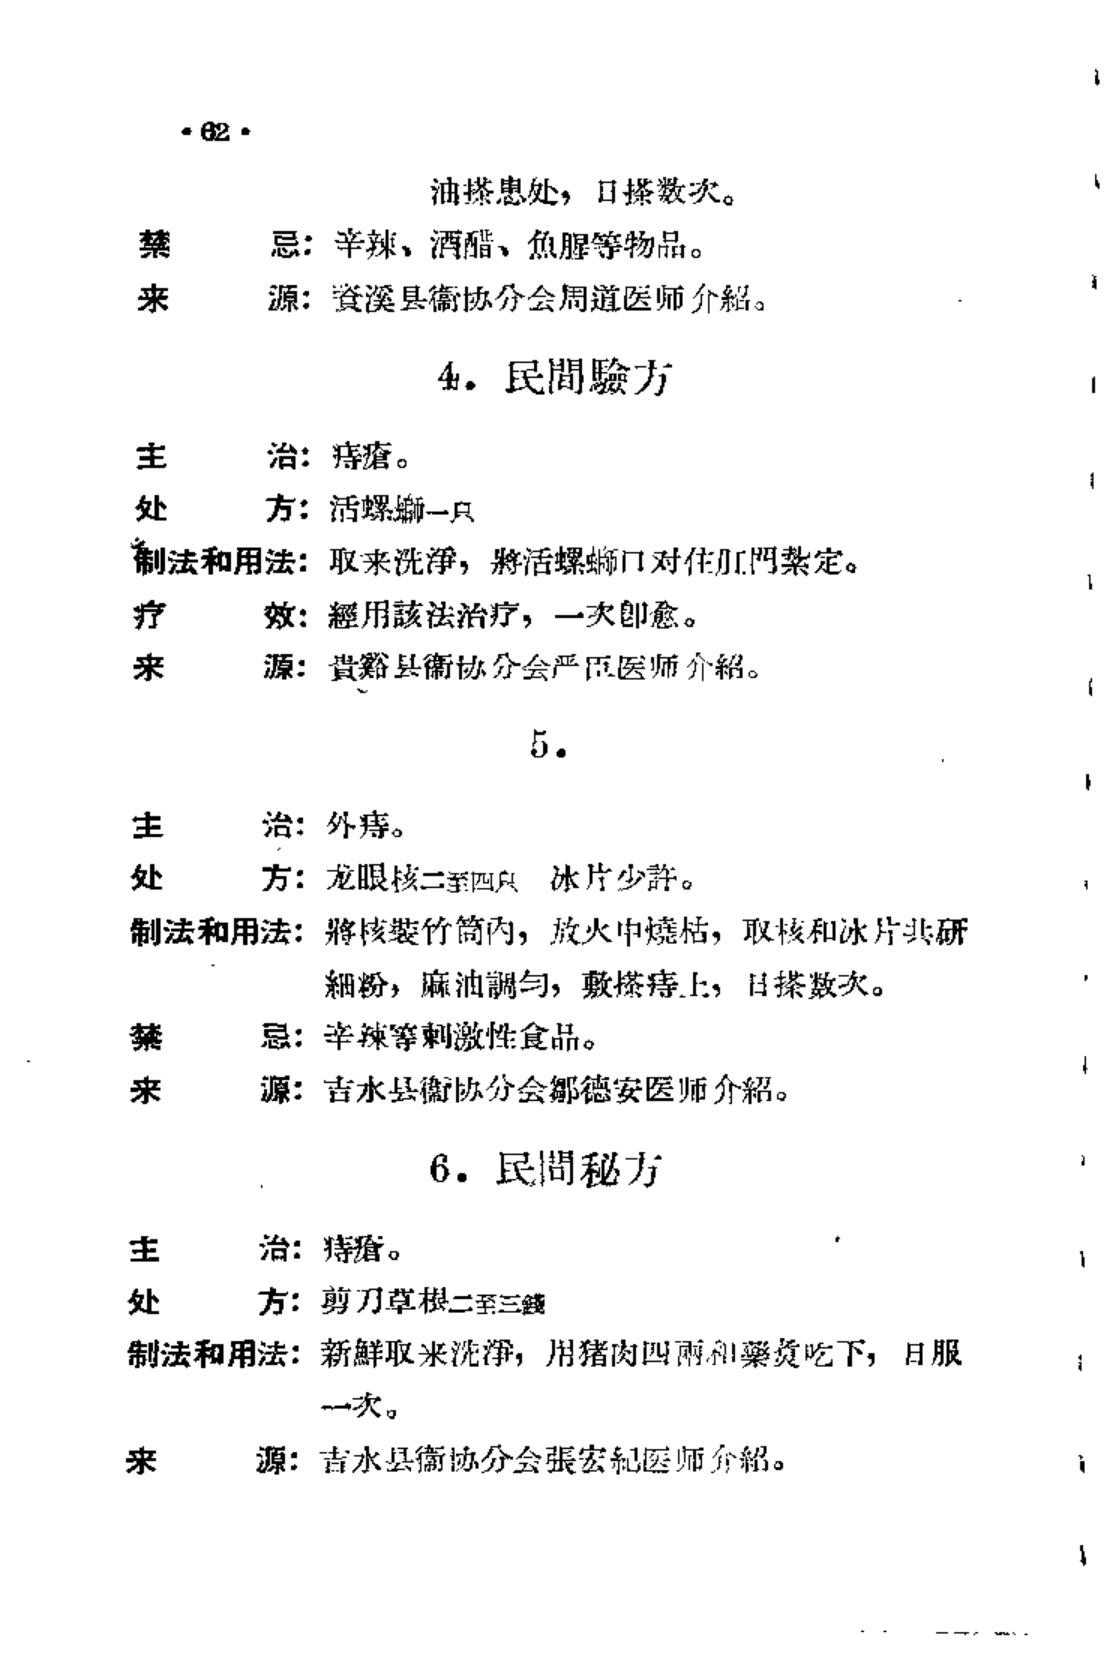 ·62·
油搽患处，日搽数次。
禁　　忌：辛辣、酒醋、魚腥等物品。
来　　源：資溪县衞协分会周道医师介紹。
4．民間驗方
主　　治：痔瘡。
处　　方：活螺螄一只
制法和用法：取来洗淨，將活螺螄口对住肛門紮定。
疗　　效：經用該法治疗，一次卽愈。
来　　源：貴谿县衞协分会严臣医师介紹。
5．
主　　治：外痔。
处　　方：龙眼核二至四只　冰片少許。
制法和用法：將核裝竹筒內，放火中燒枯，取核和冰片共研
細粉，麻油調匀，敷搽痔上，日搽数次。
禁　　忌：辛辣等刺激性食品。
来　　源：吉水县衞协分会鄒德安医师介紹。
6．民間秘方
主　　治：痔瘡。
处　　方：剪刀草根二至三錢
制法和用法：新鮮取来洗淨，用猪肉四兩和藥煑吃下，日服
一次。
来　　源：吉水县衞协分会張宏紀医师介紹。